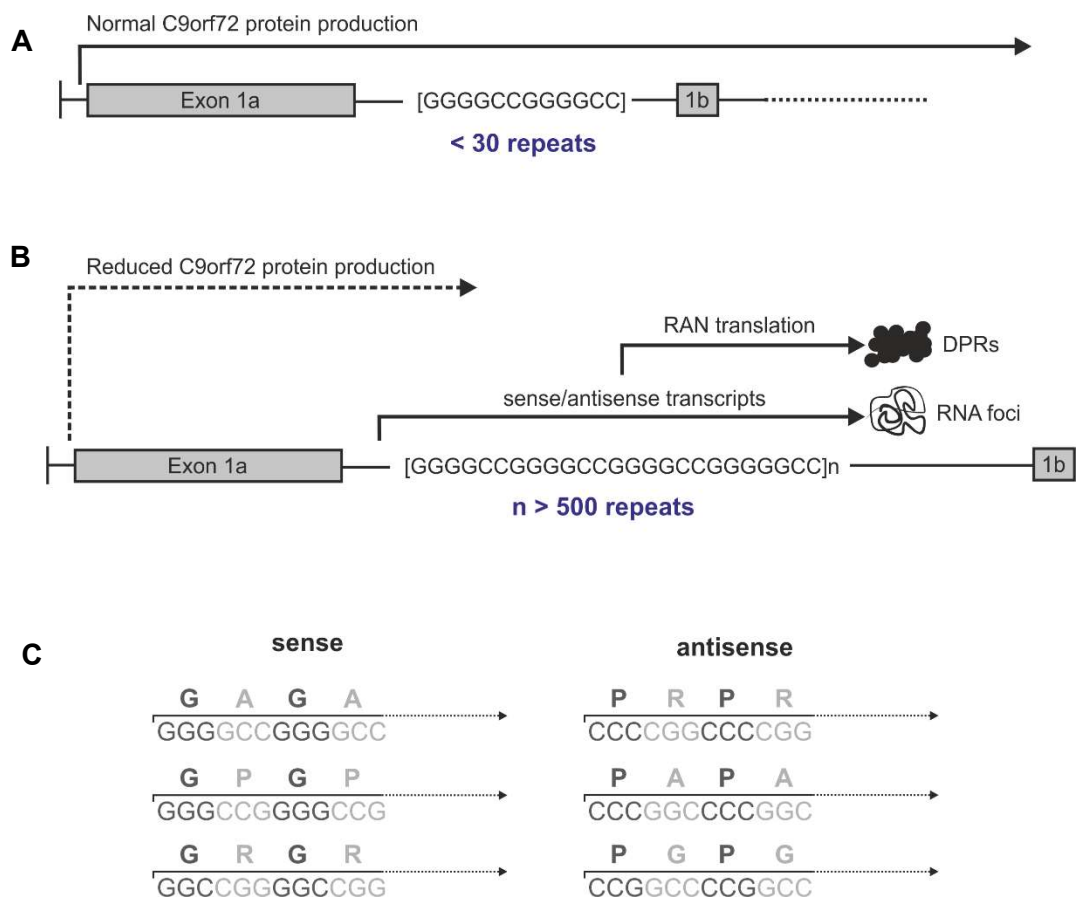 A
Normal C9orf72 protein production
Exon 1a
[GGGGCCGGGGCC]
1b
< 30 repeats
B
Reduced C9orf72 protein production
RAN translation
DPRs
sense/antisense transcripts
RNA foci
Exon 1a
[GGGGCCGGGGCCGGGGCCGGGGGCC]n
1b
n > 500 repeats
C
sense
G A G A
GGGGCCGGGGCC
G P G P
GGGCCGGGGCCG
G R G R
GGCCGGGGCCGG
antisense
P R P R
CCCCGGCCCCGG
P A P A
CCCGGCCCCGGC
P G P G
CCGGCCCCGGCC